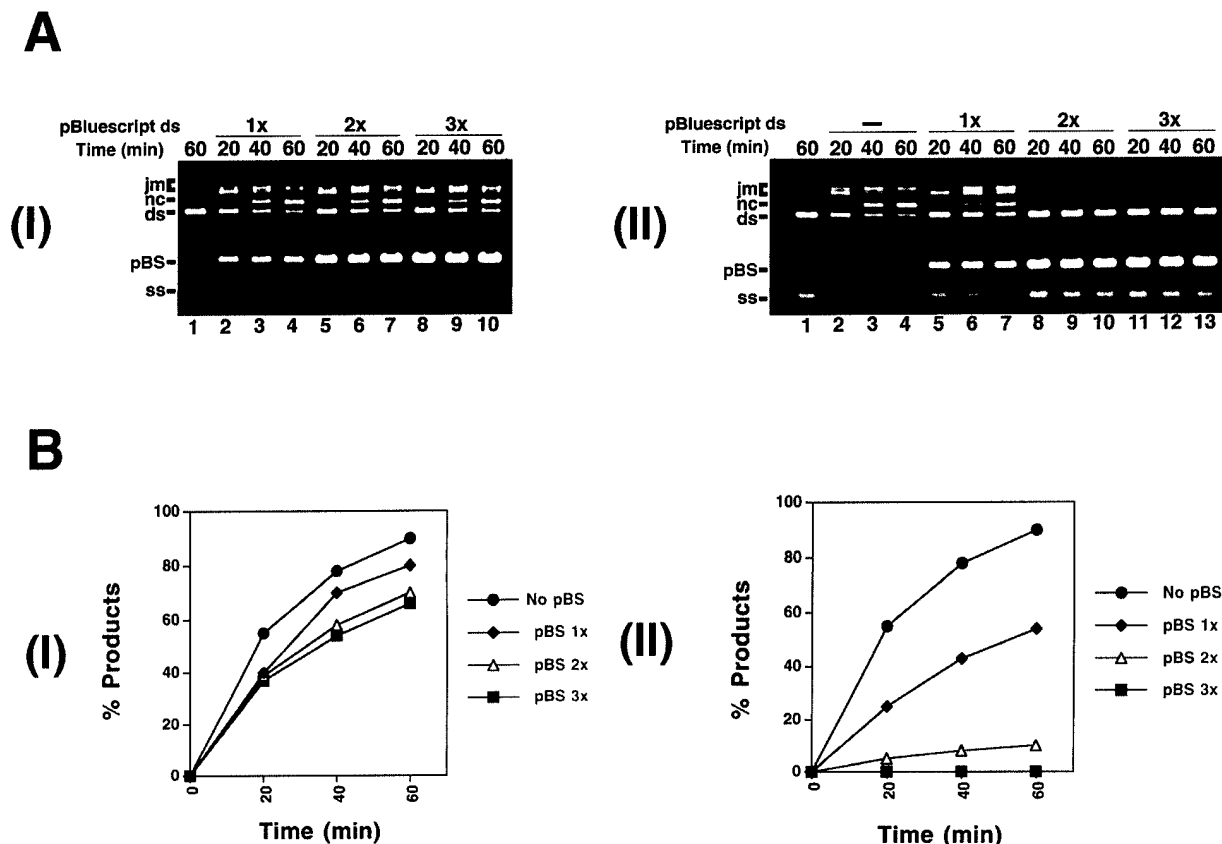 A
(I)
pBluescript ds 1x 2x 3x
Time (min) 60 20 40 60 20 40 60 20 40 60
jm
nc
ds
pBS
ss
1 2 3 4 5 6 7 8 9 10
(II)
pBluescript ds — 1x 2x 3x
Time (min) 60 20 40 60 20 40 60 20 40 60 20 40 60
jm
nc
ds
pBS
ss
1 2 3 4 5 6 7 8 9 10 11 12 13
B
(I)
% Products
100
80
60
40
20
0
0 20 40 60
Time (min)
No pBS
pBS 1x
pBS 2x
pBS 3x
(II)
% Products
100
80
60
40
20
0
0 20 40 60
Time (min)
No pBS
pBS 1x
pBS 2x
pBS 3x